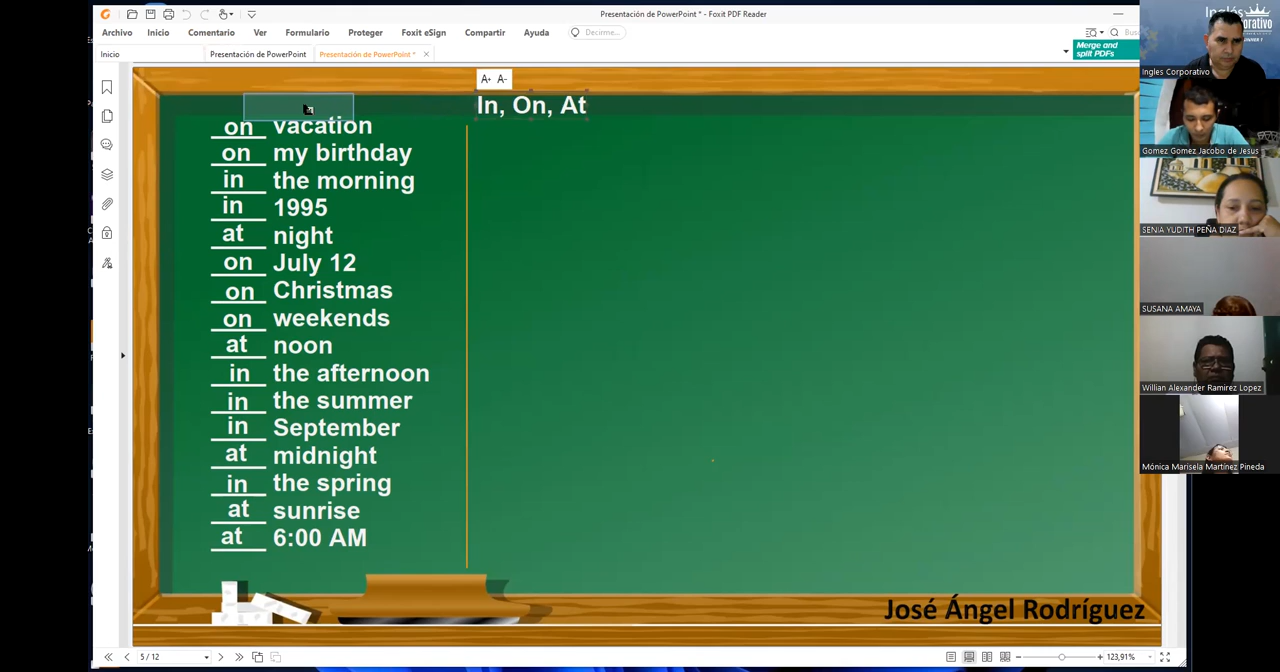 Presentación de PowerPoint * - Foxit PDF Reader
Archivo Inicio Comentario Ver Formulario Proteger Foxit eSign Compartir Ayuda Decirme...
Inicio Presentación de PowerPoint Presentación de PowerPoint *
Merge and
split PDFs
A+ A-
In, On, At
on vacation
on my birthday
in the morning
in 1995
at night
on July 12
on Christmas
on weekends
at noon
in the afternoon
in the summer
in September
at midnight
in the spring
at sunrise
at 6:00 AM
José Ángel Rodríguez
5 / 12
123,91%
Inglés
Corporativo
Ingles Corporativo
Gomez Gomez Jacobo de Jesus
SENIA YUDITH PEÑA DIAZ
SUSANA AMAYA
Willian Alexander Ramirez Lopez
Mónica Marisela Martínez Pineda